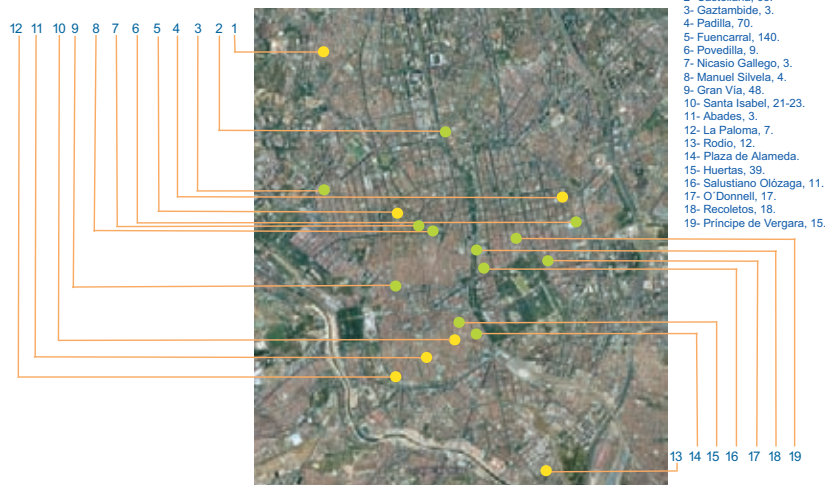 12 11 10 9 8 7 6 5 4 3 2 1
3- Gaztambide, 3.
4- Padilla, 70.
5- Fuencarral, 140.
6- Povedilla, 9.
7- Nicasio Gallego, 3.
8- Manuel Silvela, 4.
9- Gran Vía, 48.
10- Santa Isabel, 21-23.
11- Abades, 3.
12- La Paloma, 7.
13- Rodio, 12.
14- Plaza de Alameda.
15- Huertas, 39.
16- Salustiano Olózaga, 11.
17- O´Donnell, 17.
18- Recoletos, 18.
19- Príncipe de Vergara, 15.
13 14 15 16 17 18 19